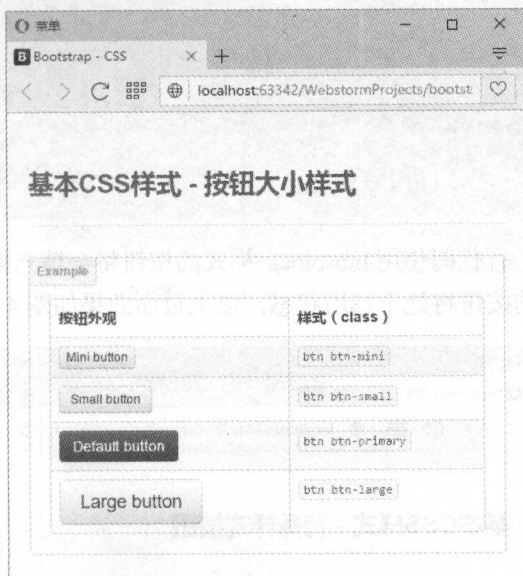 菜单
B Bootstrap - CSS
localhost:63342/WebstormProjects/bootst
基本CSS样式 - 按钮大小样式
Example
按钮外观 样式（class）
Mini button btn btn-mini
Small button btn btn-small
Default button btn btn-primary
Large button btn btn-large